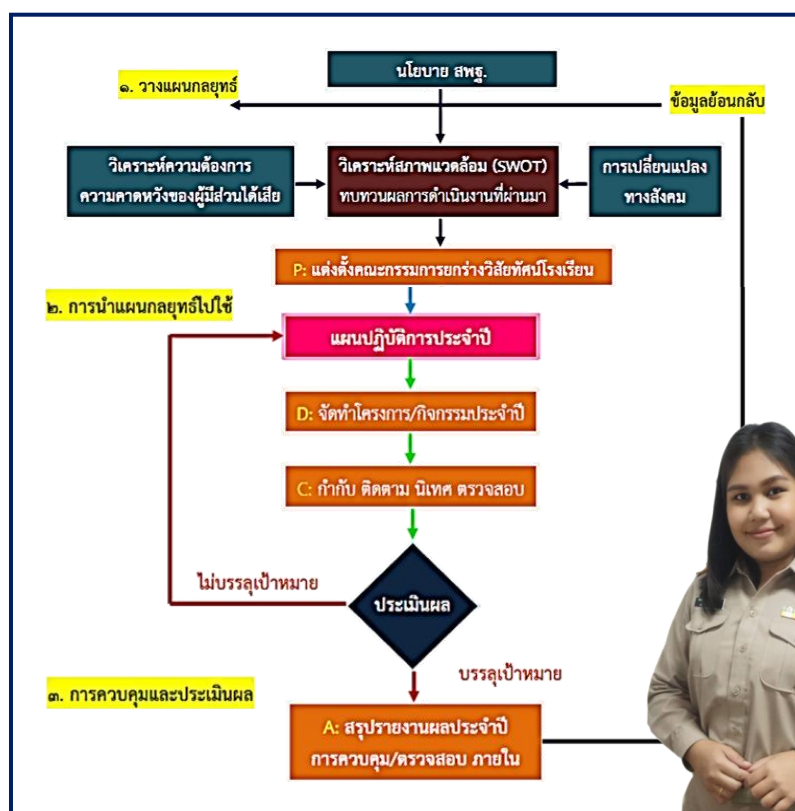 นโยบาย สพฐ.
๑. วางแผนกลยุทธ์
ข้อมูลย้อนกลับ
วิเคราะห์ความต้องการ
ความคาดหวังของผู้มีส่วนได้เสีย
วิเคราะห์สภาพแวดล้อม (SWOT)
ทบทวนผลการดำเนินงานที่ผ่านมา
การเปลี่ยนแปลง
ทางสังคม
P: แต่งตั้งคณะกรรมการยกร่างวิสัยทัศน์โรงเรียน
๒. การนำแผนกลยุทธ์ไปใช้
แผนปฏิบัติการประจำปี
D: จัดทำโครงการ/กิจกรรมประจำปี
C: กำกับ ติดตาม นิเทศ ตรวจสอบ
ไม่บรรลุเป้าหมาย
ประเมินผล
บรรลุเป้าหมาย
๓. การควบคุมและประเมินผล
A: สรุปรายงานผลประจำปี
การควบคุม/ตรวจสอบ ภายใน